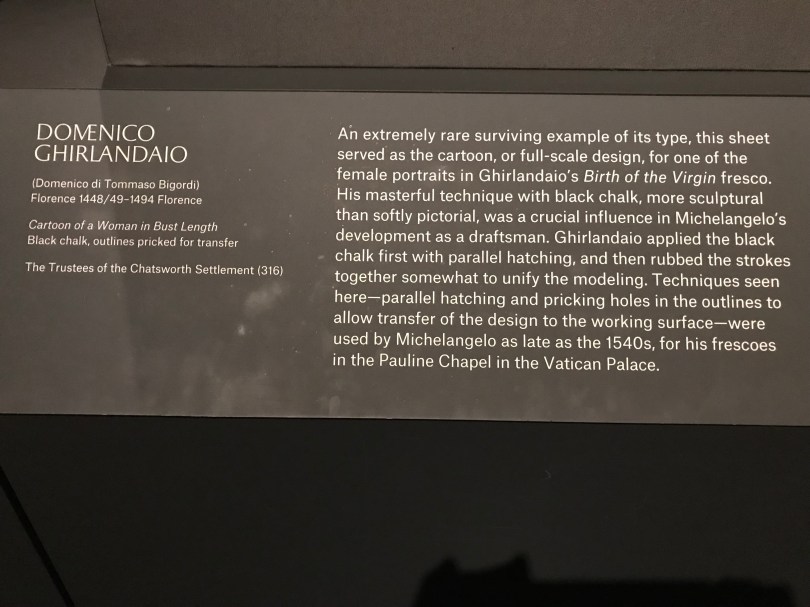 DOMENICO
GHIRLANDAIO
(Domenico di Tommaso Bigordi)
Florence 1448/49–1494 Florence
Cartoon of a Woman in Bust Length
Black chalk, outlines pricked for transfer
The Trustees of the Chatsworth Settlement (316)
An extremely rare surviving example of its type, this sheet
served as the cartoon, or full-scale design, for one of the
female portraits in Ghirlandaio's Birth of the Virgin fresco.
His masterful technique with black chalk, more sculptural
than softly pictorial, was a crucial influence in Michelangelo's
development as a draftsman. Ghirlandaio applied the black
chalk first with parallel hatching, and then rubbed the strokes
together somewhat to unify the modeling. Techniques seen
here—parallel hatching and pricking holes in the outlines to
allow transfer of the design to the working surface—were
used by Michelangelo as late as the 1540s, for his frescoes
in the Pauline Chapel in the Vatican Palace.